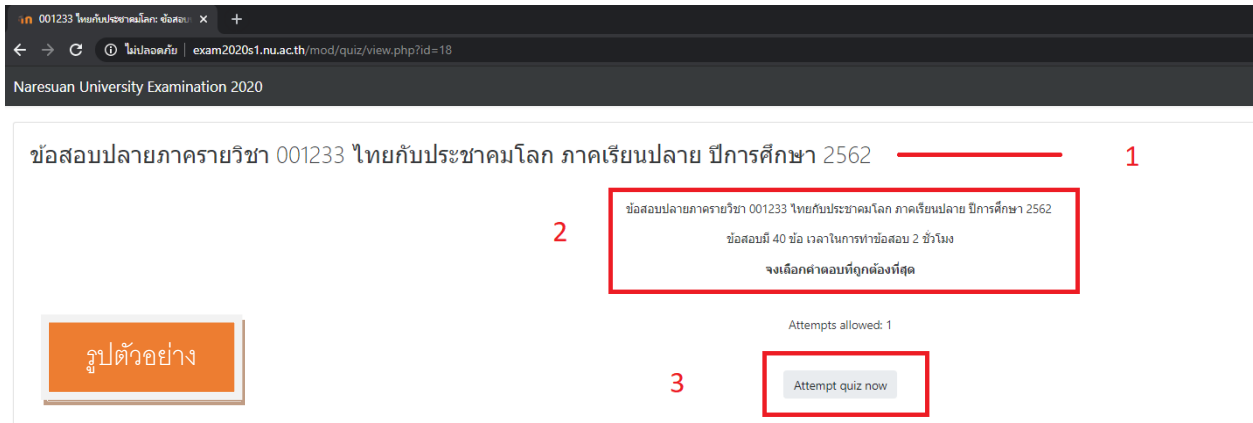 001233 ไทยกับประชาคมโลก: ข้อสอบ
ไม่ปลอดภัย | exam2020s1.nu.ac.th/mod/quiz/view.php?id=18
Naresuan University Examination 2020
ข้อสอบปลายภาครายวิชา 001233 ไทยกับประชาคมโลก ภาคเรียนปลาย ปีการศึกษา 2562
1
2
ข้อสอบปลายภาครายวิชา 001233 ไทยกับประชาคมโลก ภาคเรียนปลาย ปีการศึกษา 2562
ข้อสอบมี 40 ข้อ เวลาในการทำข้อสอบ 2 ชั่วโมง
จงเลือกคำตอบที่ถูกต้องที่สุด
Attempts allowed: 1
รูปตัวอย่าง
3
Attempt quiz now